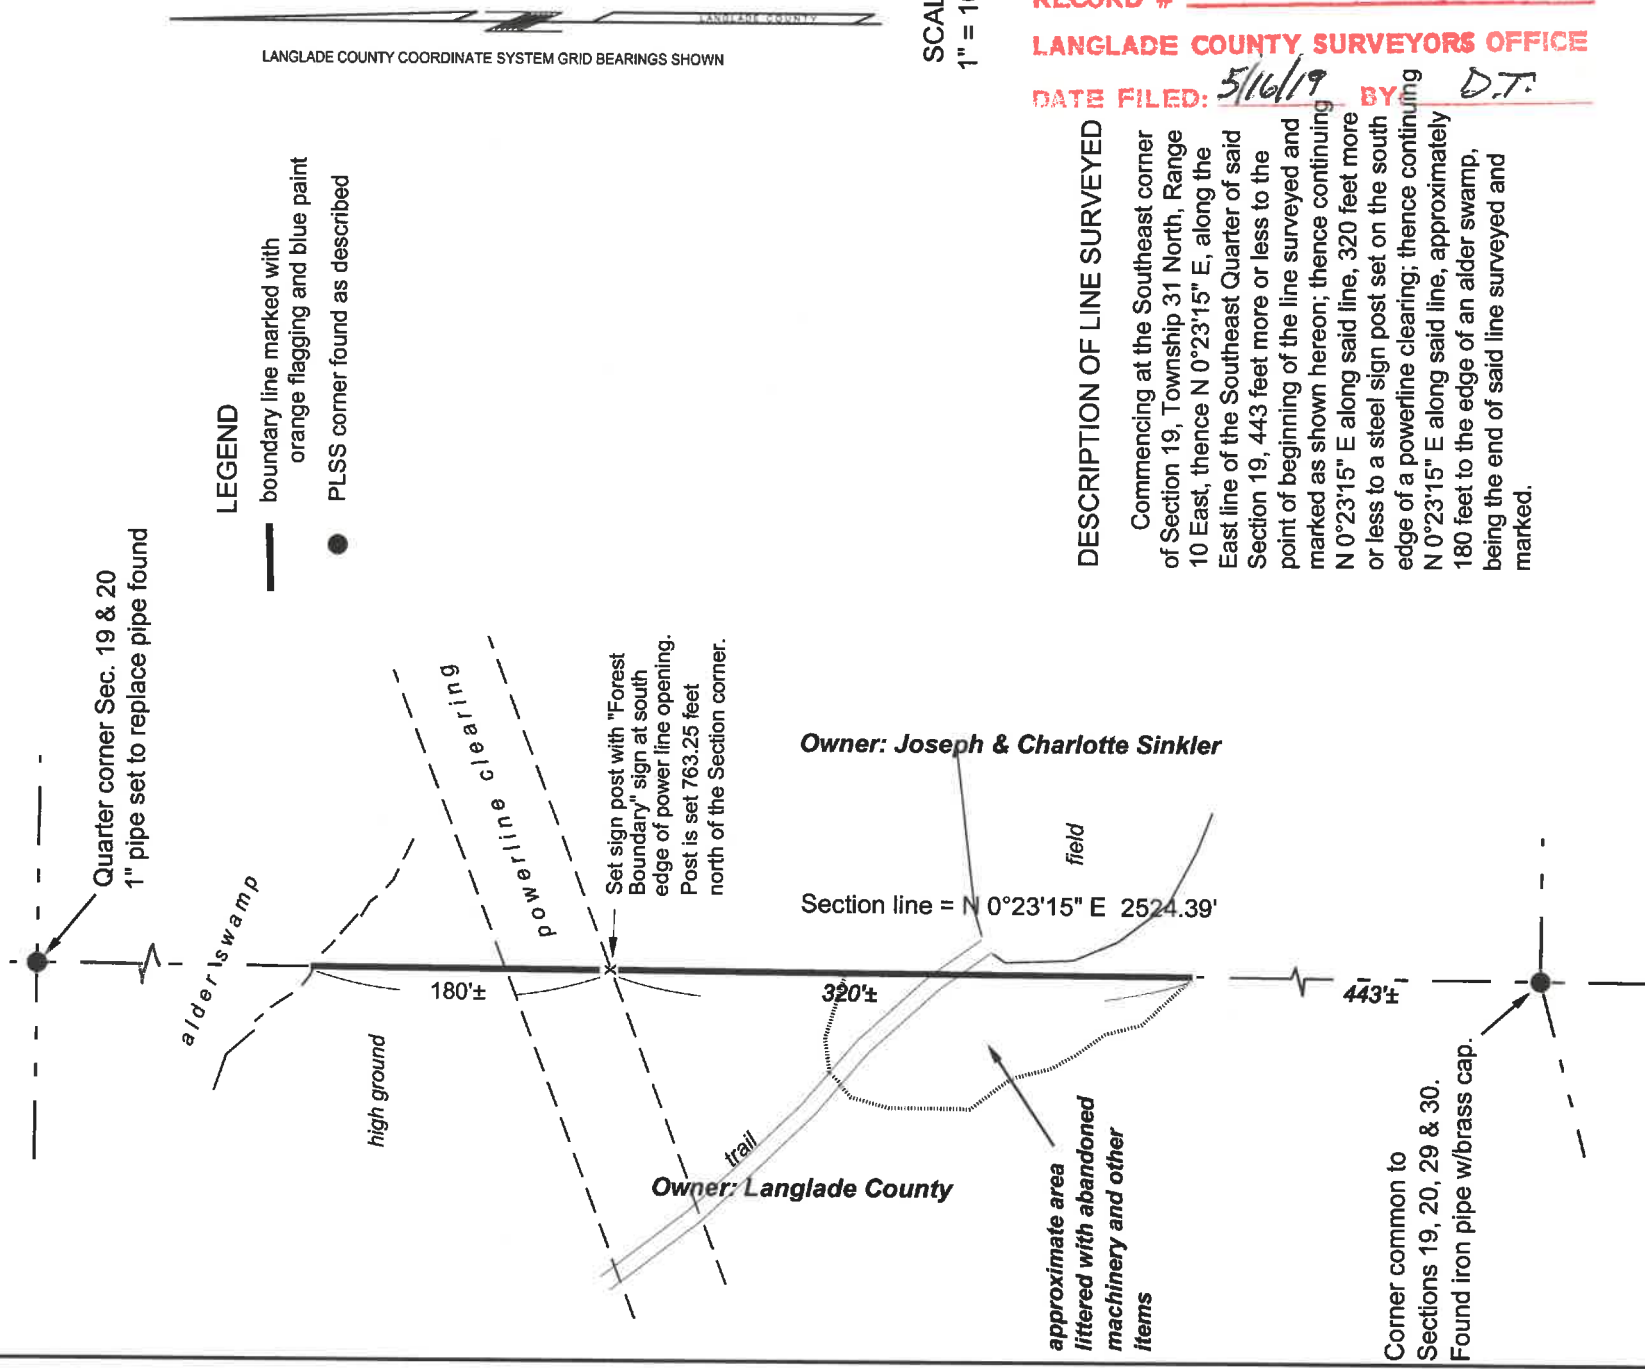 LANGLADE COUNTY
LANGLADE COUNTY COORDINATE SYSTEM GRID BEARINGS SHOWN
1" =
LANGLADE COUNTY SURVEYORS OFFICE
DATE FILED: 5/16/19 BY: D.T.
LEGEND
boundary line marked with
orange flagging and blue paint
PLSS corner found as described
Quarter corner Sec. 19 & 20
1" pipe set to replace pipe found
alder swamp
powerline clearing
Set sign post with "Forest
Boundary" sign at south
edge of power line opening.
Post is set 763.25 feet
north of the Section corner.
Owner: Joseph & Charlotte Sinkler
field
Section line = N 0°23'15" E 2524.39'
180'±
320'±
443'±
high ground
trail
Owner: Langlade County
approximate area
littered with abandoned
machinery and other
items
Corner common to
Sections 19, 20, 29 & 30.
Found iron pipe w/brass cap.
DESCRIPTION OF LINE SURVEYED
Commencing at the Southeast corner
of Section 19, Township 31 North, Range
10 East, thence N 0°23'15" E, along the
East line of the Southeast Quarter of said
Section 19, 443 feet more or less to the
point of beginning of the line surveyed and
marked as shown hereon; thence continuing
N 0°23'15" E along said line, 320 feet more
or less to a steel sign post set on the south
edge of a powerline clearing; thence continuing
N 0°23'15" E along said line, approximately
180 feet to the edge of an alder swamp,
being the end of said line surveyed and
marked.